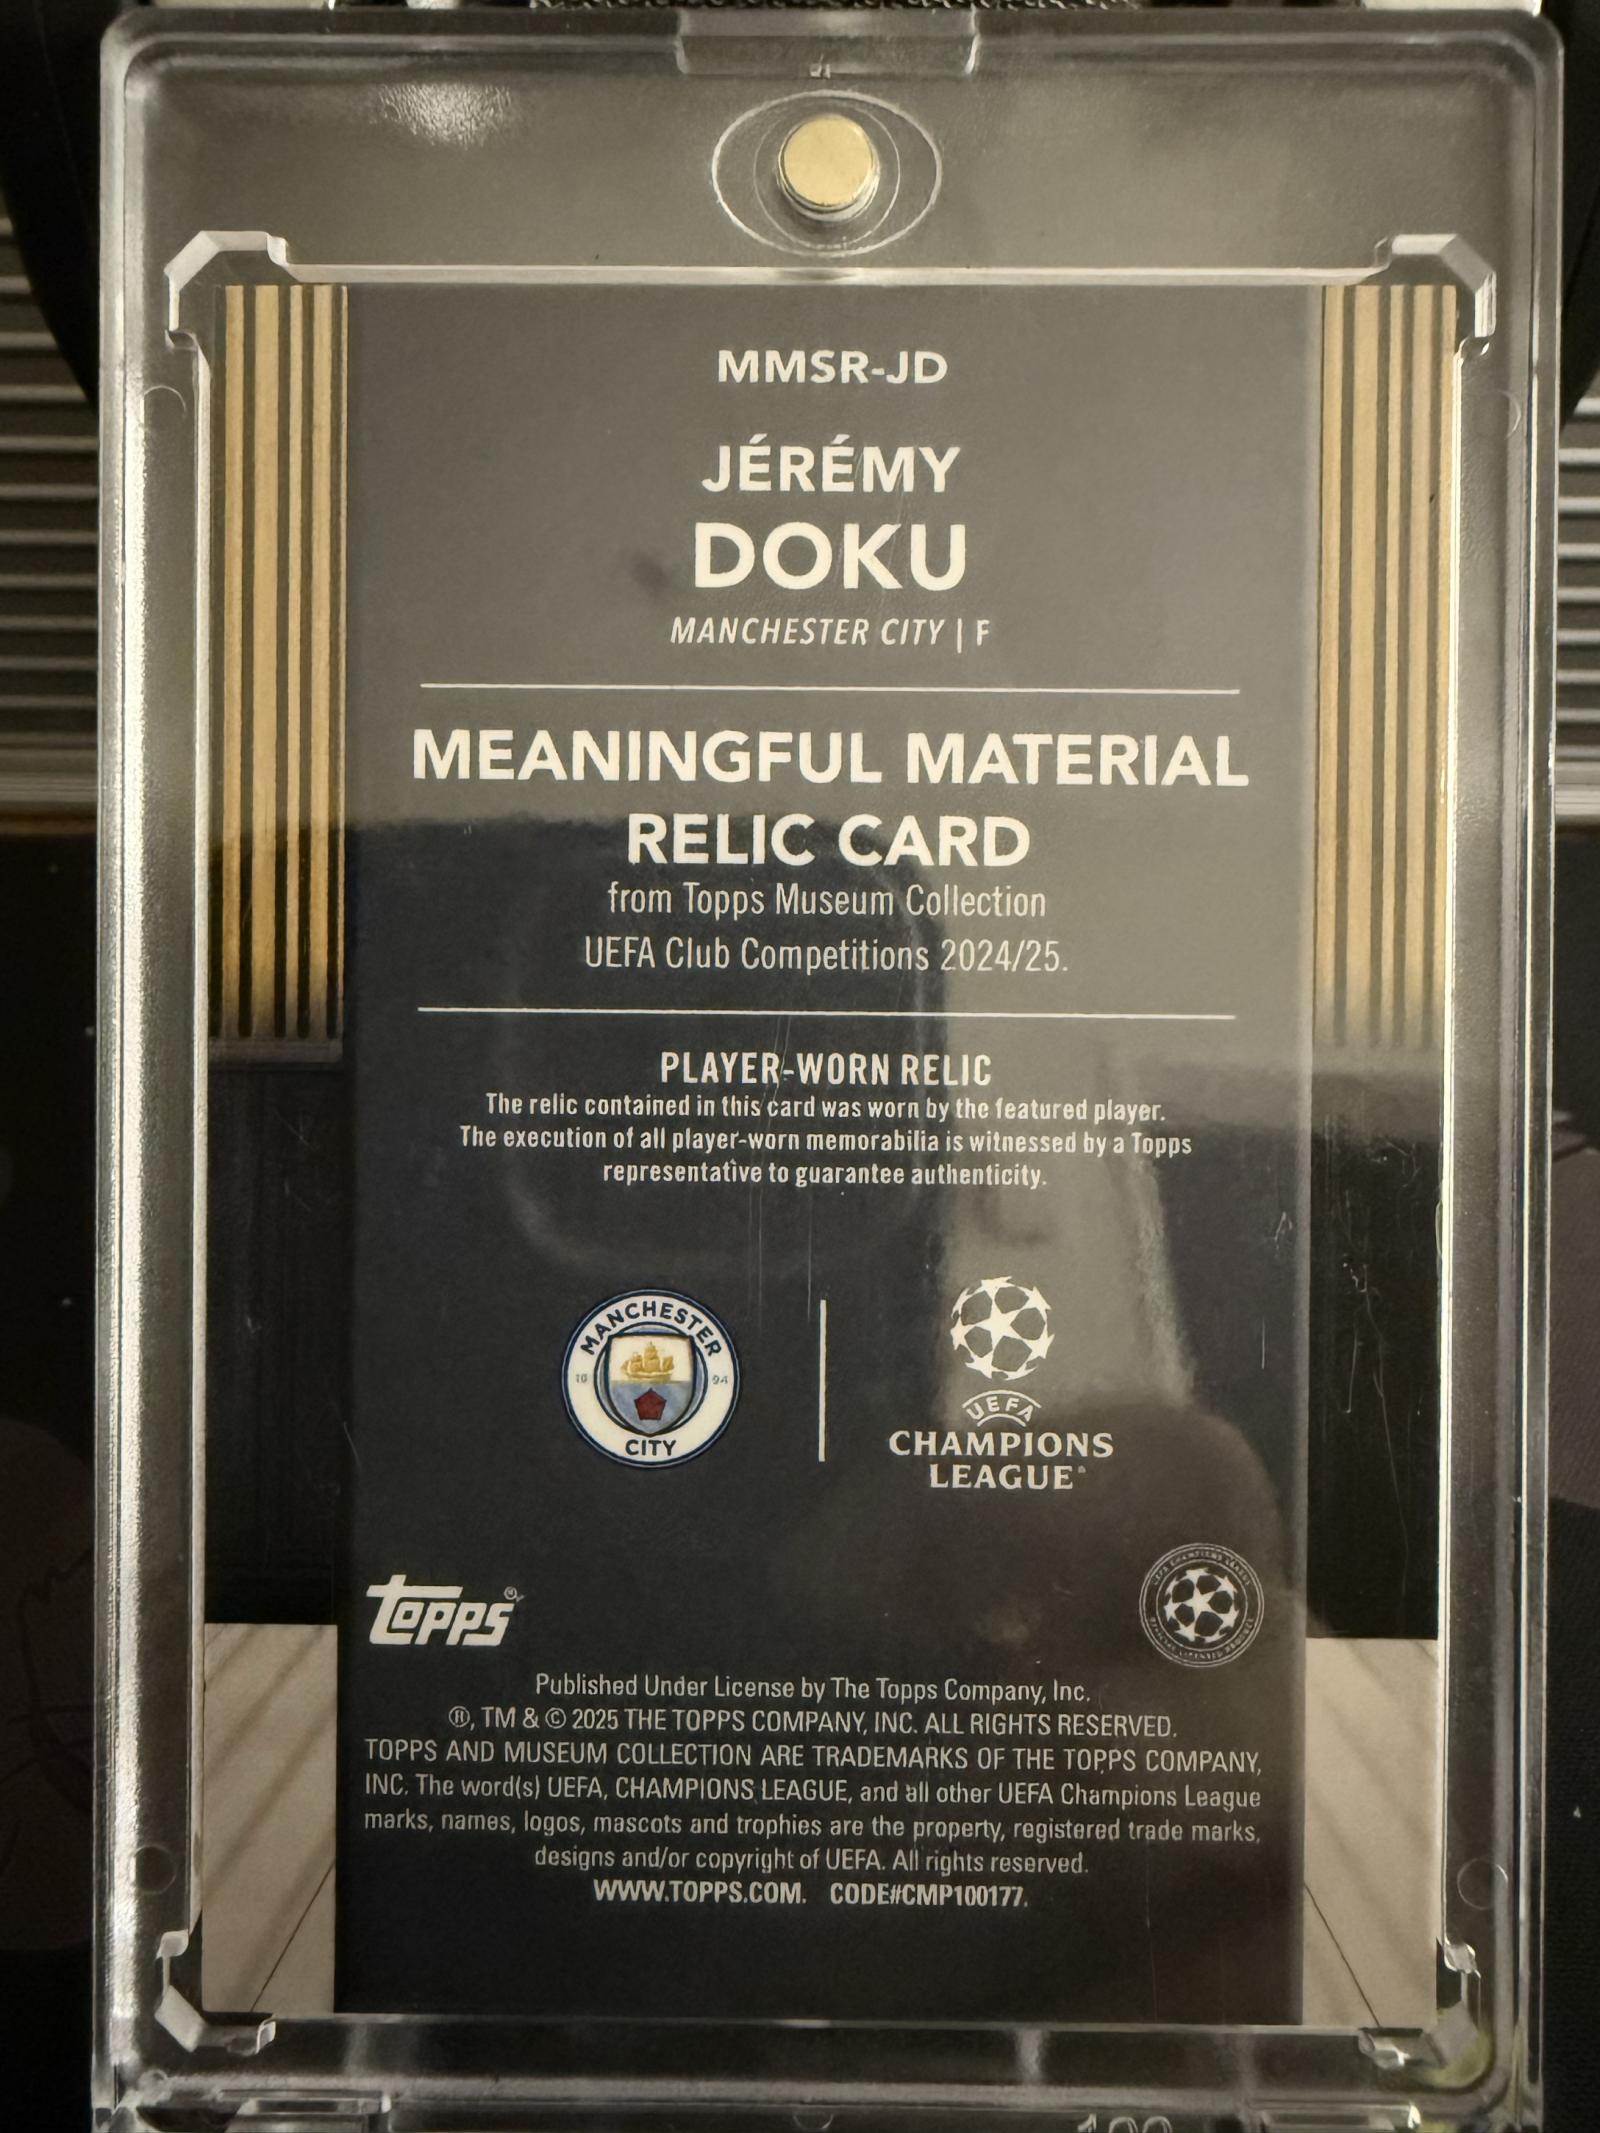 MMSR-JD
JÉRÉMY
DOKU
MANCHESTER CITY | F
MEANINGFUL MATERIAL
RELIC CARD
from Topps Museum Collection
UEFA Club Competitions 2024/25.
PLAYER-WORN RELIC
The relic contained in this card was worn by the featured player.
The execution of all player-worn memorabilia is witnessed by a Topps
representative to guarantee authenticity.
MANCHESTER
18 94
CITY
UEFA
CHAMPIONS
LEAGUE®
topps®
Published Under License by The Topps Company, Inc.
®, TM & © 2025 THE TOPPS COMPANY, INC. ALL RIGHTS RESERVED.
TOPPS AND MUSEUM COLLECTION ARE TRADEMARKS OF THE TOPPS COMPANY,
INC. The word(s) UEFA, CHAMPIONS LEAGUE, and all other UEFA Champions League
marks, names, logos, mascots and trophies are the property, registered trade marks,
designs and/or copyright of UEFA. All rights reserved.
WWW.TOPPS.COM. CODE#CMP100177.